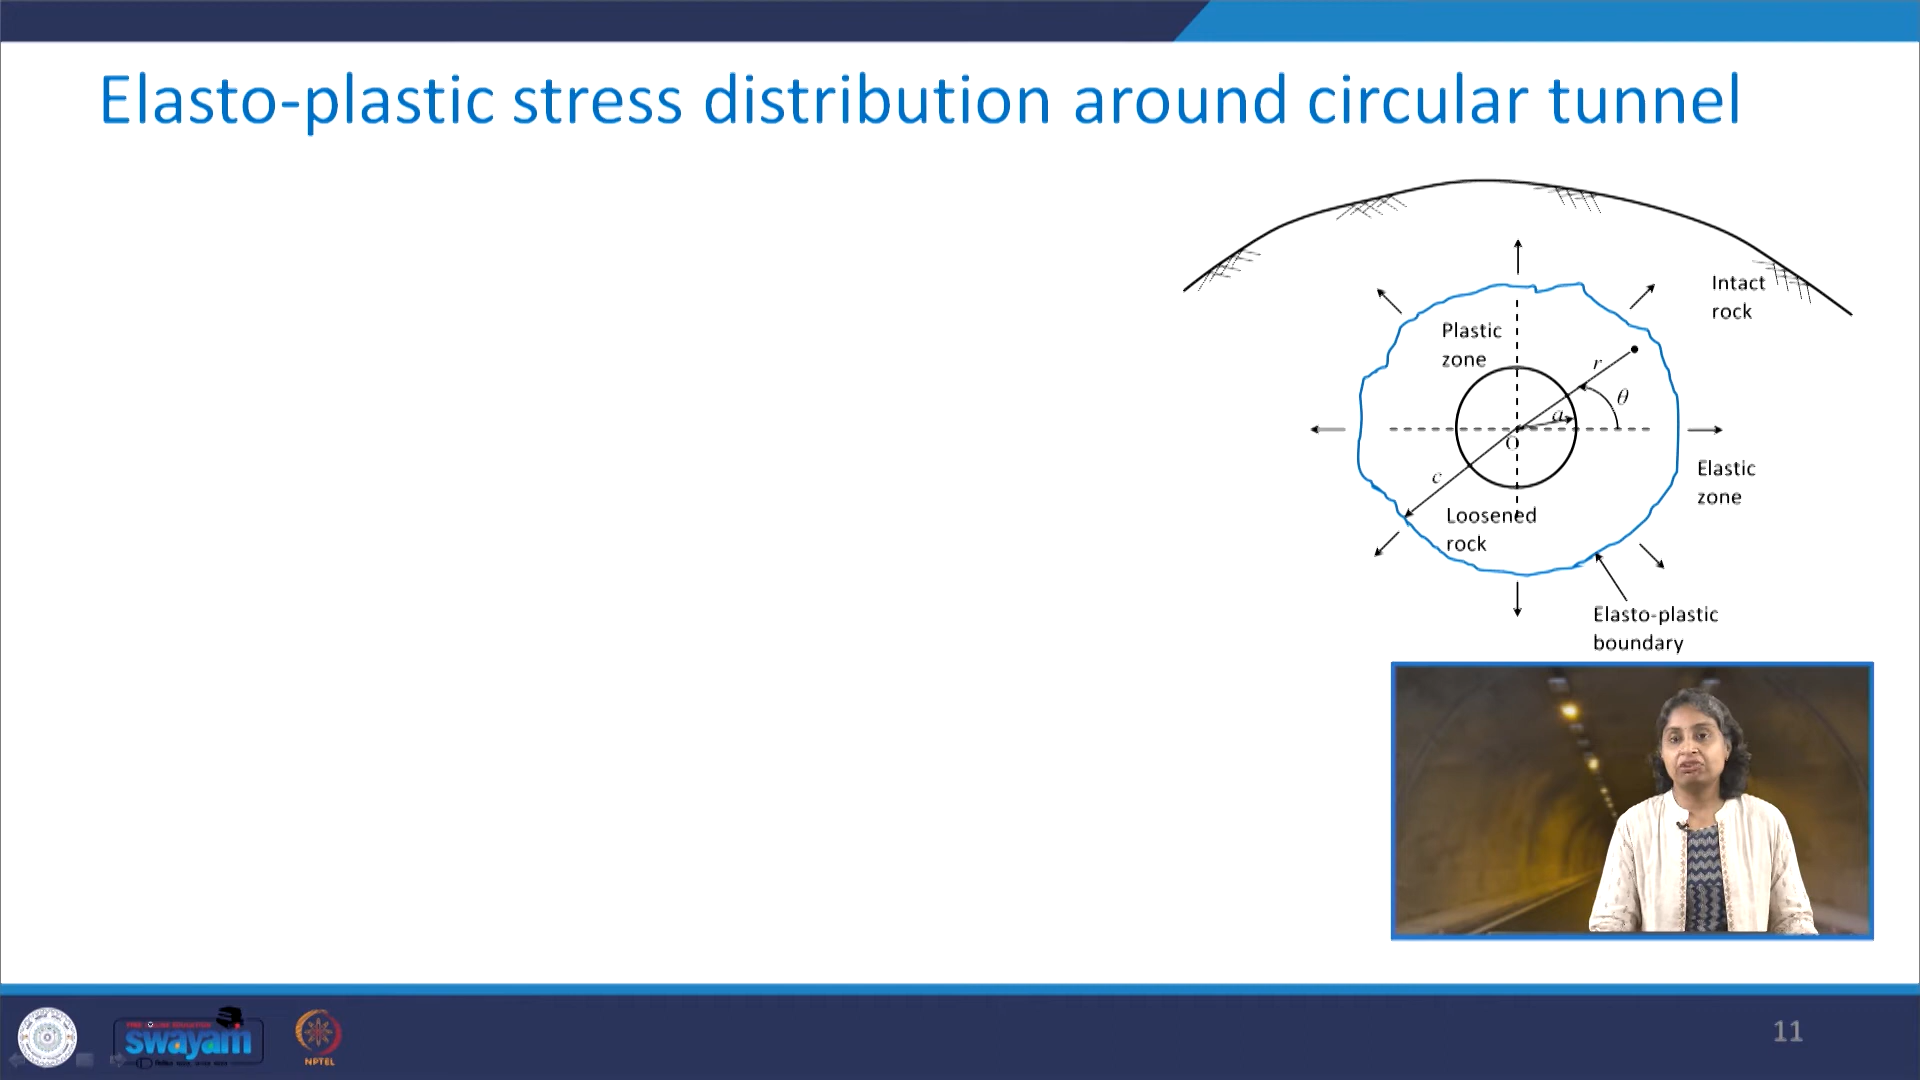 Elasto-plastic stress distribution around circular tunnel
Intact
rock
Plastic
zone
r
θ
a
O
c
Elastic
zone
Loosened
rock
Elasto-plastic
boundary
swayam
NPTEL
11